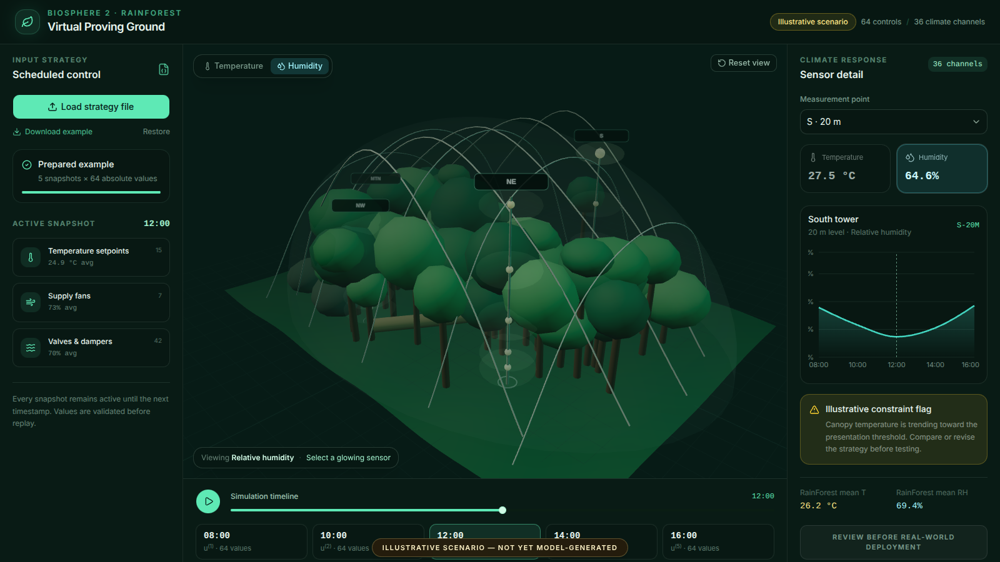 BIOSPHERE 2 · RAINFOREST
Virtual Proving Ground
Illustrative scenario
64 controls / 36 climate channels
INPUT STRATEGY
Scheduled control
Load strategy file
Download example
Restore
Prepared example
5 snapshots × 64 absolute values
ACTIVE SNAPSHOT
12:00
Temperature setpoints
15
24.9 °C avg
Supply fans
7
73% avg
Valves & dampers
42
70% avg
Every snapshot remains active until the next
timestamp. Values are validated before
replay.
Temperature
Humidity
Reset view
S
MTN
NE
NW
Viewing Relative humidity · Select a glowing sensor
Simulation timeline
12:00
08:00
u(1) · 64 values
10:00
u(2) · 64 values
12:00
14:00
16:00
u(5) · 64 values
ILLUSTRATIVE SCENARIO — NOT YET MODEL-GENERATED
CLIMATE RESPONSE
Sensor detail
36 channels
Measurement point
S · 20 m
Temperature
27.5 °C
Humidity
64.6%
South tower
20 m level · Relative humidity
S-20M
%
%
%
%
%
08:00
10:00
12:00
14:00
16:00
Illustrative constraint flag
Canopy temperature is trending toward the
presentation threshold. Compare or revise
the strategy before testing.
RainForest mean T
26.2 °C
RainForest mean RH
69.4%
REVIEW BEFORE REAL-WORLD
DEPLOYMENT